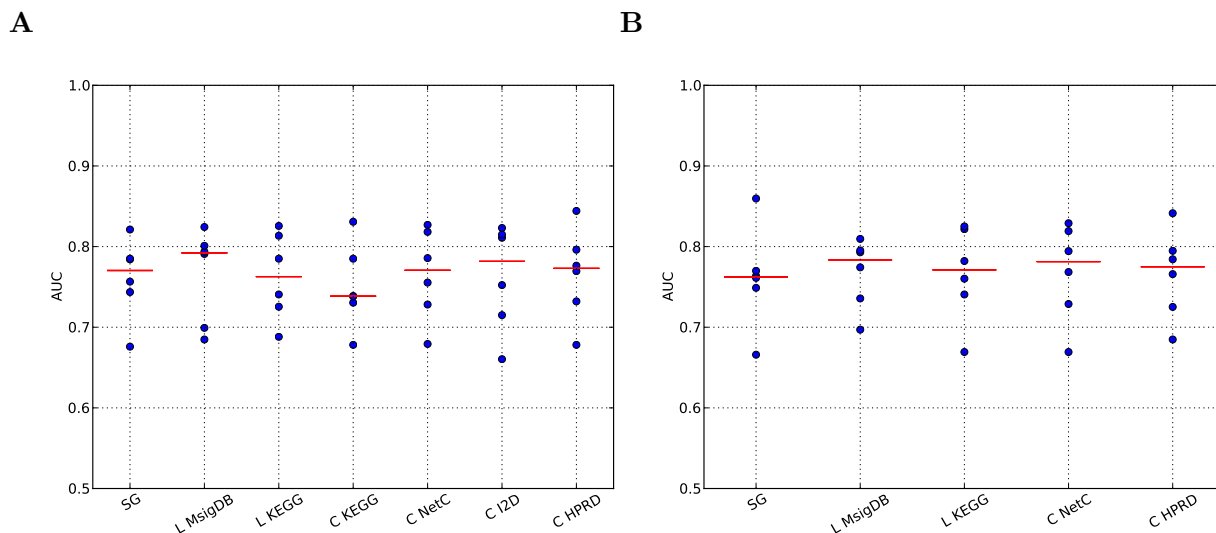 A
B
1.0
0.9
0.8
0.7
0.6
0.5
AUC
SG
L MsigDB
L KEGG
C KEGG
C NetC
C I2D
C HPRD
1.0
0.9
0.8
0.7
0.6
0.5
AUC
SG
L MsigDB
L KEGG
C NetC
C HPRD